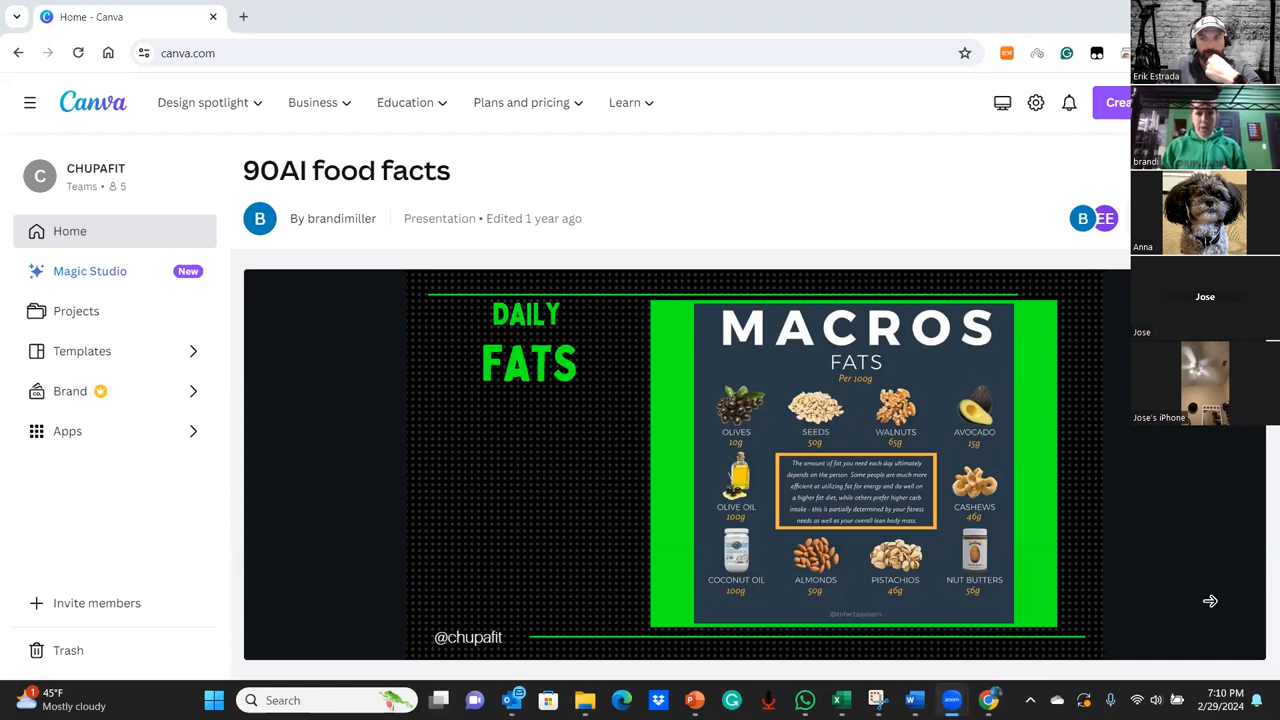 Home - Canva
canva.com
Canva
Design spotlight
Business
Education
Plans and pricing
Learn
Crea
C
CHUPAFIT
Teams • 5
Home
Magic Studio
New
Projects
Templates
Brand
Apps
Invite members
Trash
90AI food facts
B
By brandimiller
Presentation • Edited 1 year ago
B
EE
DAILY
FATS
@chupafit
MACROS
FATS
Per 100g
OLIVES
10g
SEEDS
50g
WALNUTS
65g
AVOCADO
15g
OLIVE OIL
100g
The amount of fat you need each day ultimately
depends on the person. Some people are much more
efficient at utilizing fat for energy and do well on
a higher fat diet, while others prefer higher carb
intake - this is partially determined by your fitness
needs as well as your overall lean body mass.
CASHEWS
46g
COCONUT OIL
100g
ALMONDS
50g
PISTACHIOS
46g
NUT BUTTERS
56g
@trifectasystem
Erik Estrada
brandi
Anna
Jose
Jose
Jose's iPhone
1
45°F
Mostly cloudy
Search
zoom
7:10 PM
2/29/2024